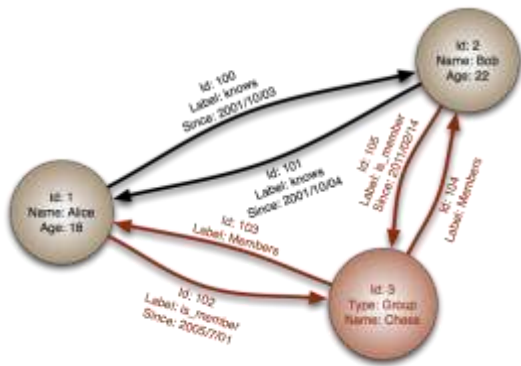 Id: 2
Name: Bob
Age: 22
Id: 100
Label: knows
Since: 2001/10/03
Id: 101
Label: knows
Since: 2001/10/04
Id: 105
Label: is_member
Since: 2011/02/14
Id: 104
Label: Members
Id: 1
Name: Alice
Age: 18
Id: 103
Label: Members
Id: 102
Label: is_member
Since: 2005/7/01
Id: 3
Type: Group
Name: Chess